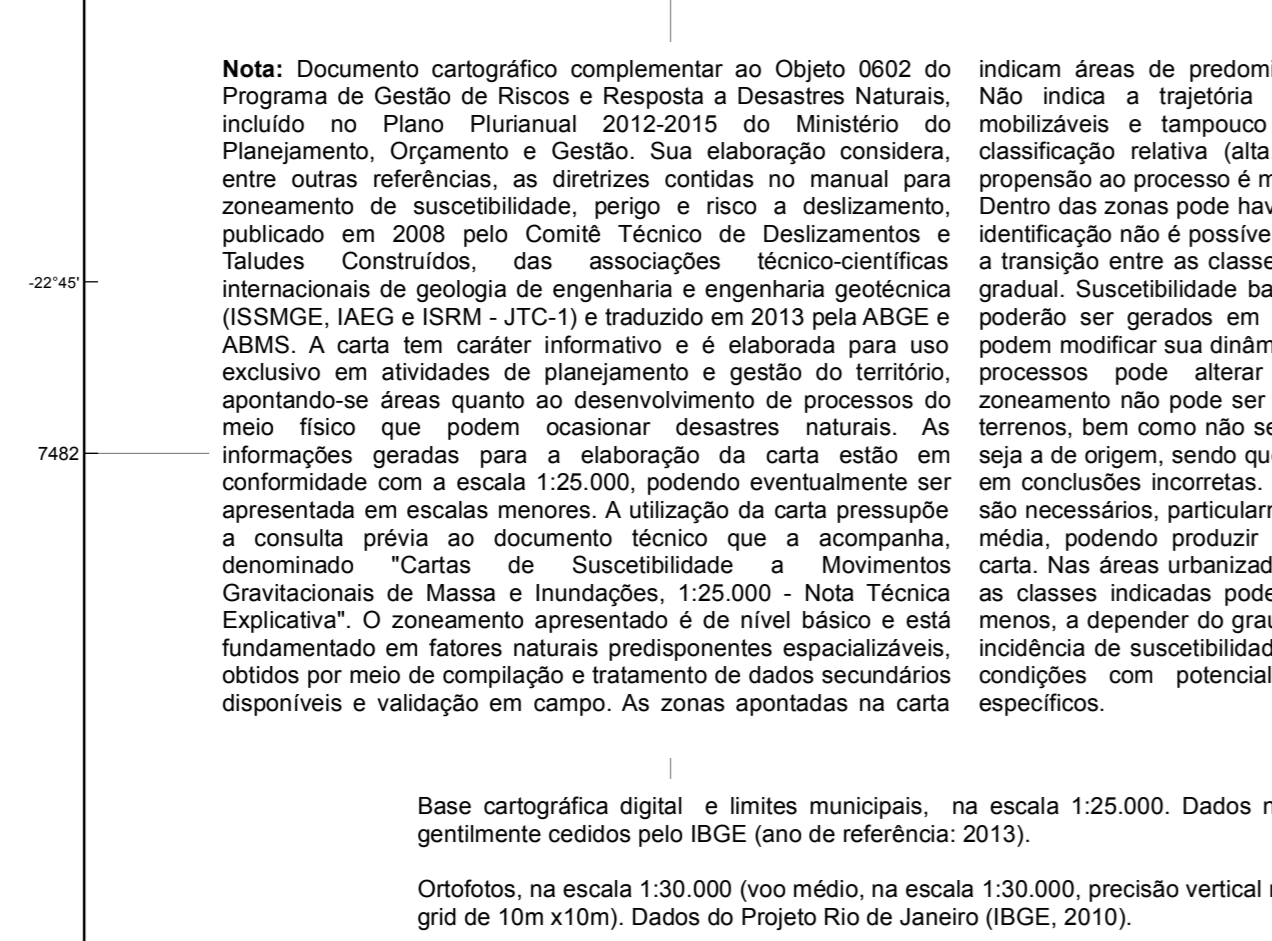 Nota: Documento cartográfico complementar ao Objeto 0602 do
Programa de Gestão de Riscos e Resposta a Desastres Naturais,
incluído no Plano Plurianual 2012-2015 do Ministério do
Planejamento, Orçamento e Gestão. Sua elaboração considera,
entre outras referências, as diretrizes contidas no manual para
zoneamento de suscetibilidade, perigo e risco a deslizamento,
publicado em 2008 pelo Comitê Técnico de Deslizamentos e
Taludes Construídos, das associações técnico-científicas
internacionais de geologia de engenharia e engenharia geotécnica
(ISSMGE, IAEG e ISRM - JTC-1) e traduzido em 2013 pela ABGE e
ABMS. A carta tem caráter informativo e é elaborada para uso
exclusivo em atividades de planejamento e gestão do território,
apontando-se áreas quanto ao desenvolvimento de processos do
meio físico que podem ocasionar desastres naturais. As
informações geradas para a elaboração da carta estão em
conformidade com a escala 1:25.000, podendo eventualmente ser
apresentada em escalas menores. A utilização da carta pressupõe
a consulta prévia ao documento técnico que a acompanha,
denominado "Cartas de Suscetibilidade a Movimentos
Gravitacionais de Massa e Inundações, 1:25.000 - Nota Técnica
Explicativa". O zoneamento apresentado é de nível básico e está
fundamentado em fatores naturais predisponentes espacializáveis,
obtidos por meio de compilação e tratamento de dados secundários
disponíveis e validação em campo. As zonas apontadas na carta
indicam áreas de
Não indica a trajetória
mobilizáveis e tampouco
classificação relativa (alta
propensão ao processo é
Dentro das zonas pode
identificação não é
a transição entre as
gradual. Suscetibilidade
poderão ser gerados em
podem modificar sua
processos pode alterar
zoneamento não pode ser
terrenos, bem como não
seja a de origem, sendo
em conclusões incorretas.
são necessários,
média, podendo produzir
carta. Nas áreas
as classes indicadas
menos, a depender do
incidência de
condições com potencial
específicos.
-22°45'
7482
Base cartográfica digital e limites municipais, na escala 1:25.000. Dados
gentilmente cedidos pelo IBGE (ano de referência: 2013).
Ortofotos, na escala 1:30.000 (voo médio, na escala 1:30.000, precisão vertical
grid de 10m x10m). Dados do Projeto Rio de Janeiro (IBGE, 2010).